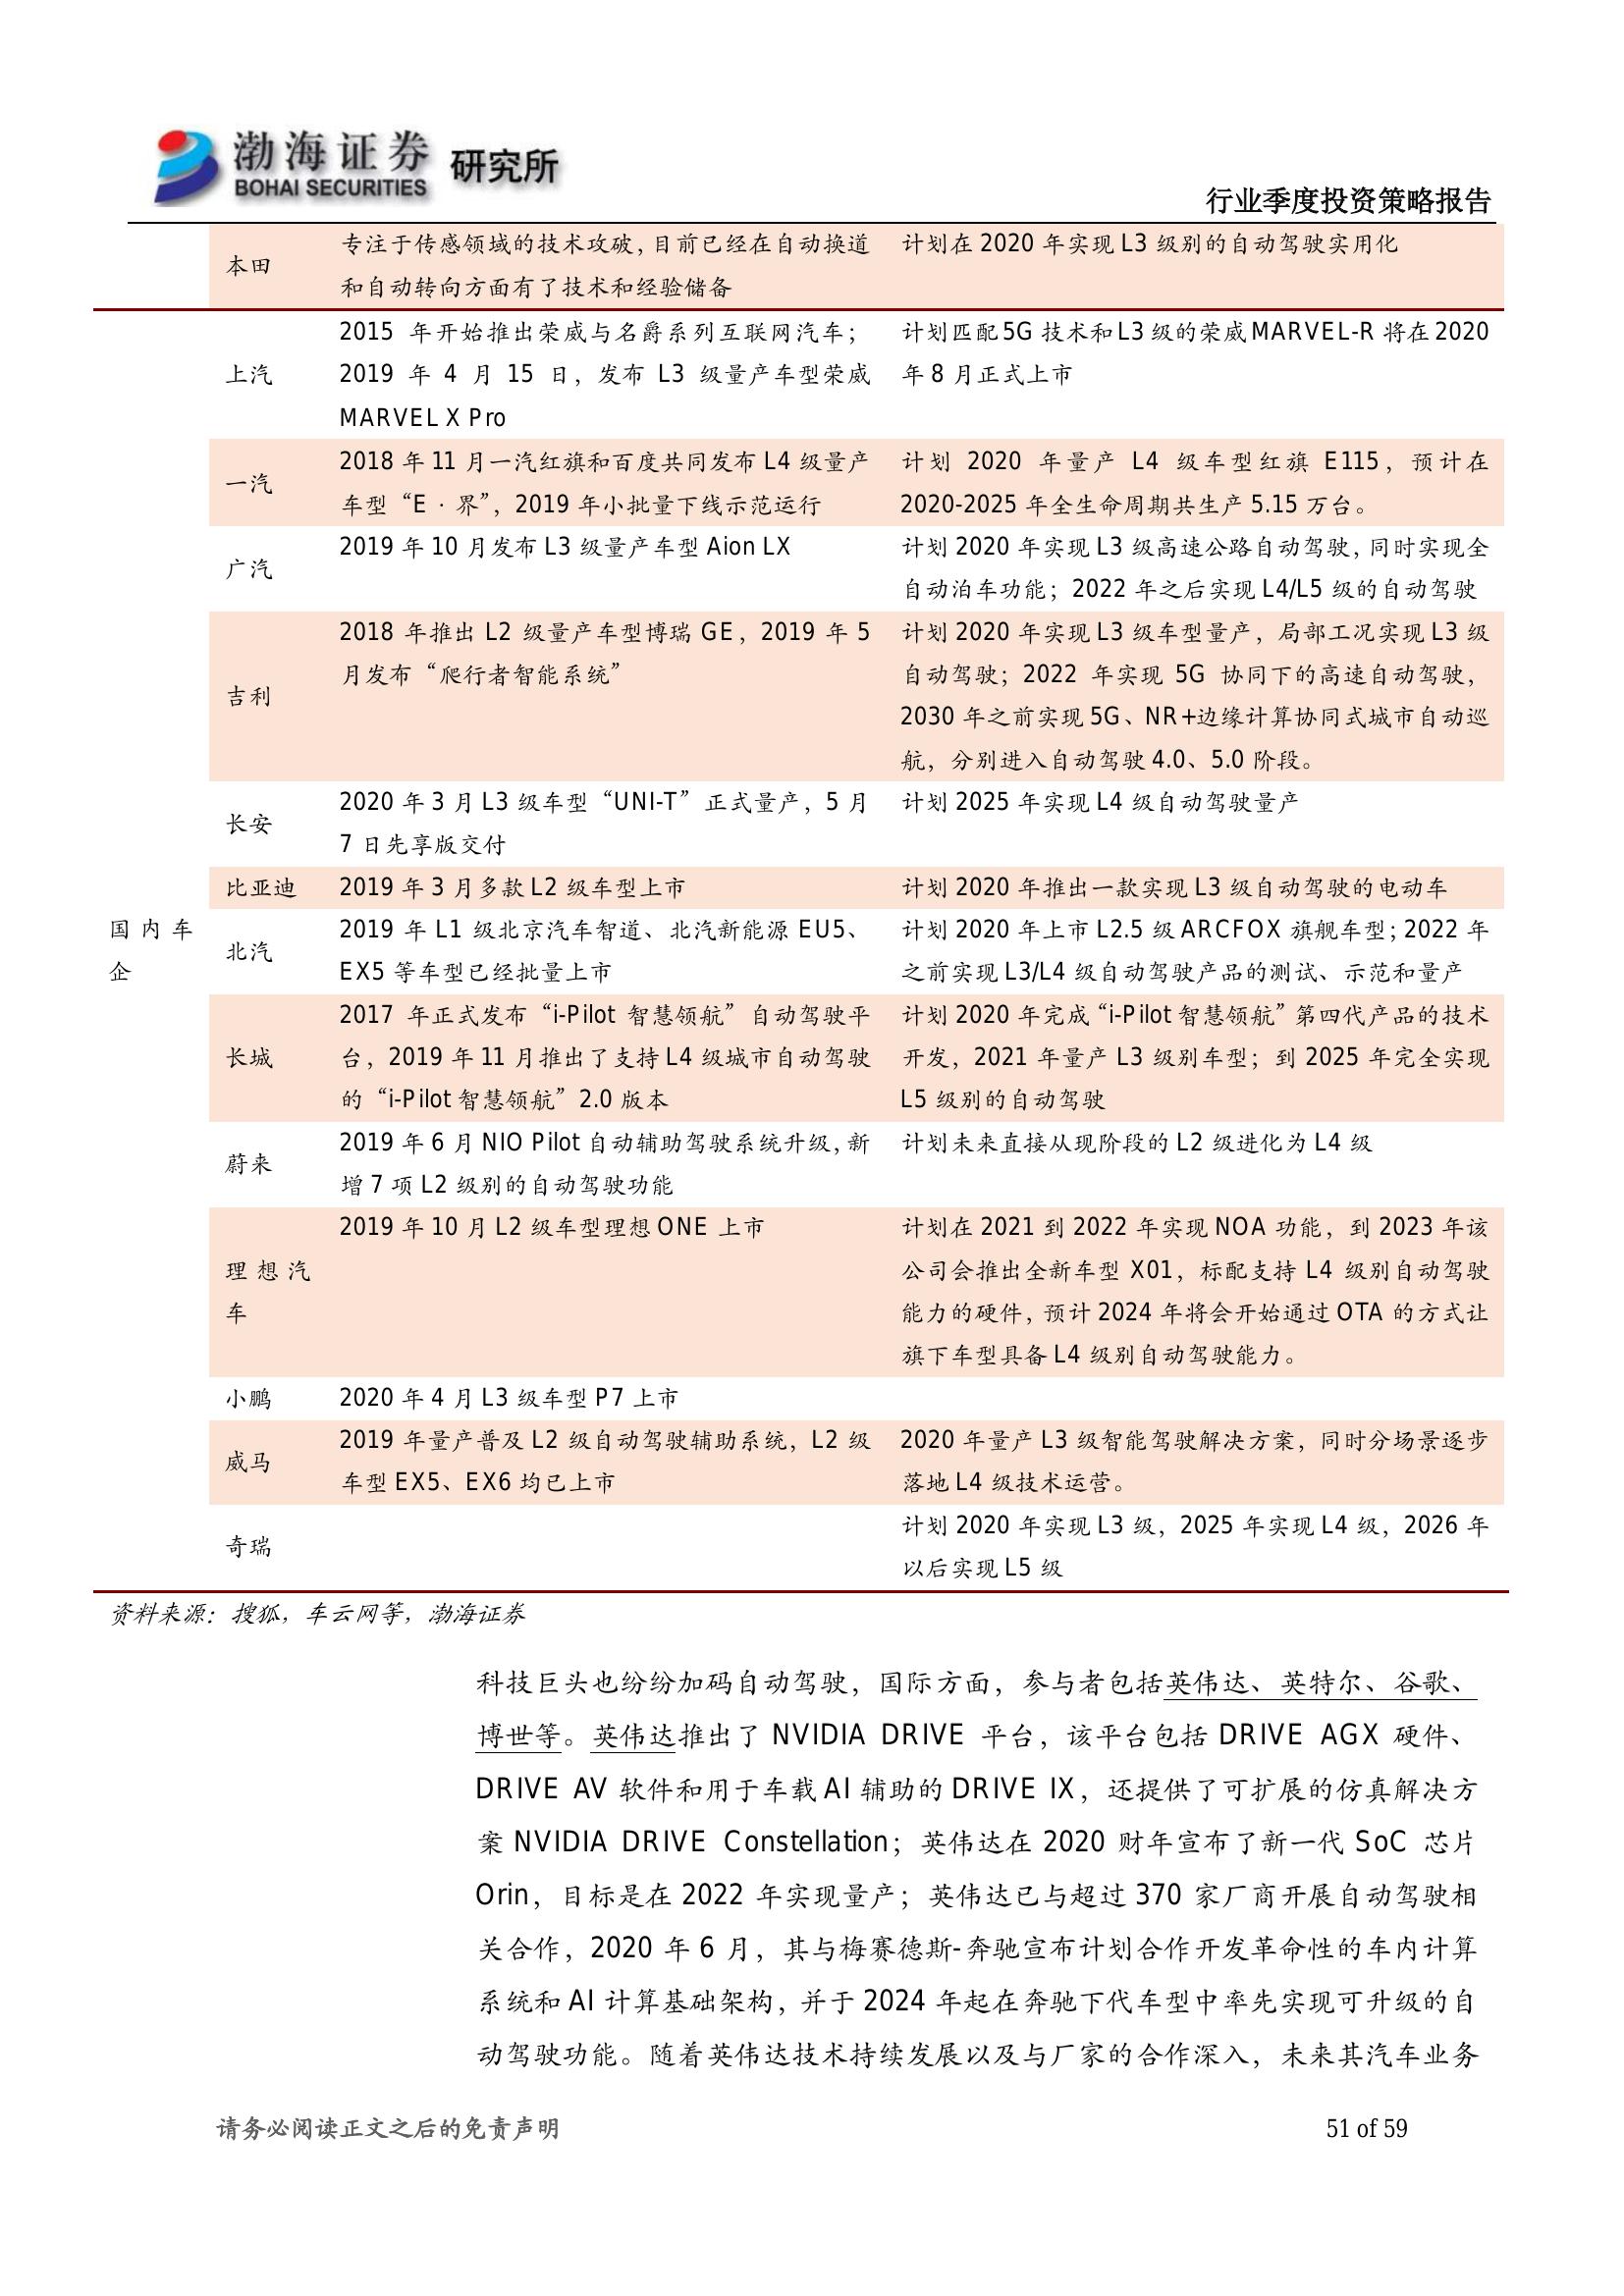 渤海证券 研究所
BOHAI SECURITIES
行业季度投资策略报告
本田
专注于传感领域的技术攻破，目前已经在自动换道
和自动转向方面有了技术和经验储备
计划在 2020 年实现 L3 级别的自动驾驶实用化
国内车
企
上汽
2015 年开始推出荣威与名爵系列互联网汽车；
2019 年 4 月 15 日，发布 L3 级量产车型荣威
MARVEL X Pro
计划匹配 5G 技术和 L3 级的荣威 MARVEL-R 将在 2020
年 8 月正式上市
一汽
2018 年 11 月一汽红旗和百度共同发布 L4 级量产
车型“E · 界”，2019 年小批量下线示范运行
计划 2020 年量产 L4 级车型红旗 E115，预计在
2020-2025 年全生命周期共生产 5.15 万台。
广汽
2019 年 10 月发布 L3 级量产车型 Aion LX
计划 2020 年实现 L3 级高速公路自动驾驶，同时实现全
自动泊车功能；2022 年之后实现 L4/L5 级的自动驾驶
吉利
2018 年推出 L2 级量产车型博瑞 GE，2019 年 5
月发布“爬行者智能系统”
计划 2020 年实现 L3 级车型量产，局部工况实现 L3 级
自动驾驶；2022 年实现 5G 协同下的高速自动驾驶，
2030 年之前实现 5G、NR+边缘计算协同式城市自动巡
航，分别进入自动驾驶 4.0、5.0 阶段。
长安
2020 年 3 月 L3 级车型“UNI-T”正式量产，5 月
7 日先享版交付
计划 2025 年实现 L4 级自动驾驶量产
比亚迪
2019 年 3 月多款 L2 级车型上市
计划 2020 年推出一款实现 L3 级自动驾驶的电动车
北汽
2019 年 L1 级北京汽车智道、北汽新能源 EU5、
EX5 等车型已经批量上市
计划 2020 年上市 L2.5 级 ARCFOX 旗舰车型；2022 年
之前实现 L3/L4 级自动驾驶产品的测试、示范和量产
长城
2017 年正式发布“i-Pilot 智慧领航”自动驾驶平
台，2019 年 11 月推出了支持 L4 级城市自动驾驶
的“i-Pilot 智慧领航”2.0 版本
计划 2020 年完成“i-Pilot 智慧领航”第四代产品的技术
开发，2021 年量产 L3 级别车型；到 2025 年完全实现
L5 级别的自动驾驶
蔚来
2019 年 6 月 NIO Pilot 自动辅助驾驶系统升级，新
增 7 项 L2 级别的自动驾驶功能
计划未来直接从现阶段的 L2 级进化为 L4 级
理想汽
车
2019 年 10 月 L2 级车型理想 ONE 上市
计划在 2021 到 2022 年实现 NOA 功能，到 2023 年该
公司会推出全新车型 X01，标配支持 L4 级别自动驾驶
能力的硬件，预计 2024 年将会开始通过 OTA 的方式让
旗下车型具备 L4 级别自动驾驶能力。
小鹏
2020 年 4 月 L3 级车型 P7 上市
威马
2019 年量产普及 L2 级自动驾驶辅助系统，L2 级
车型 EX5、EX6 均已上市
2020 年量产 L3 级智能驾驶解决方案，同时分场景逐步
落地 L4 级技术运营。
奇瑞
计划 2020 年实现 L3 级，2025 年实现 L4 级，2026 年
以后实现 L5 级
资料来源：搜狐，车云网等，渤海证券
科技巨头也纷纷加码自动驾驶，国际方面，参与者包括英伟达、英特尔、谷歌、
博世等。英伟达推出了 NVIDIA DRIVE 平台，该平台包括 DRIVE AGX 硬件、
DRIVE AV 软件和用于车载 AI 辅助的 DRIVE IX，还提供了可扩展的仿真解决方
案 NVIDIA DRIVE Constellation；英伟达在 2020 财年宣布了新一代 SoC 芯片
Orin，目标是在 2022 年实现量产；英伟达已与超过 370 家厂商开展自动驾驶相
关合作，2020 年 6 月，其与梅赛德斯-奔驰宣布计划合作开发革命性的车内计算
系统和 AI 计算基础架构，并于 2024 年起在奔驰下代车型中率先实现可升级的自
动驾驶功能。随着英伟达技术持续发展以及与厂家的合作深入，未来其汽车业务
请务必阅读正文之后的免责声明
51 of 59